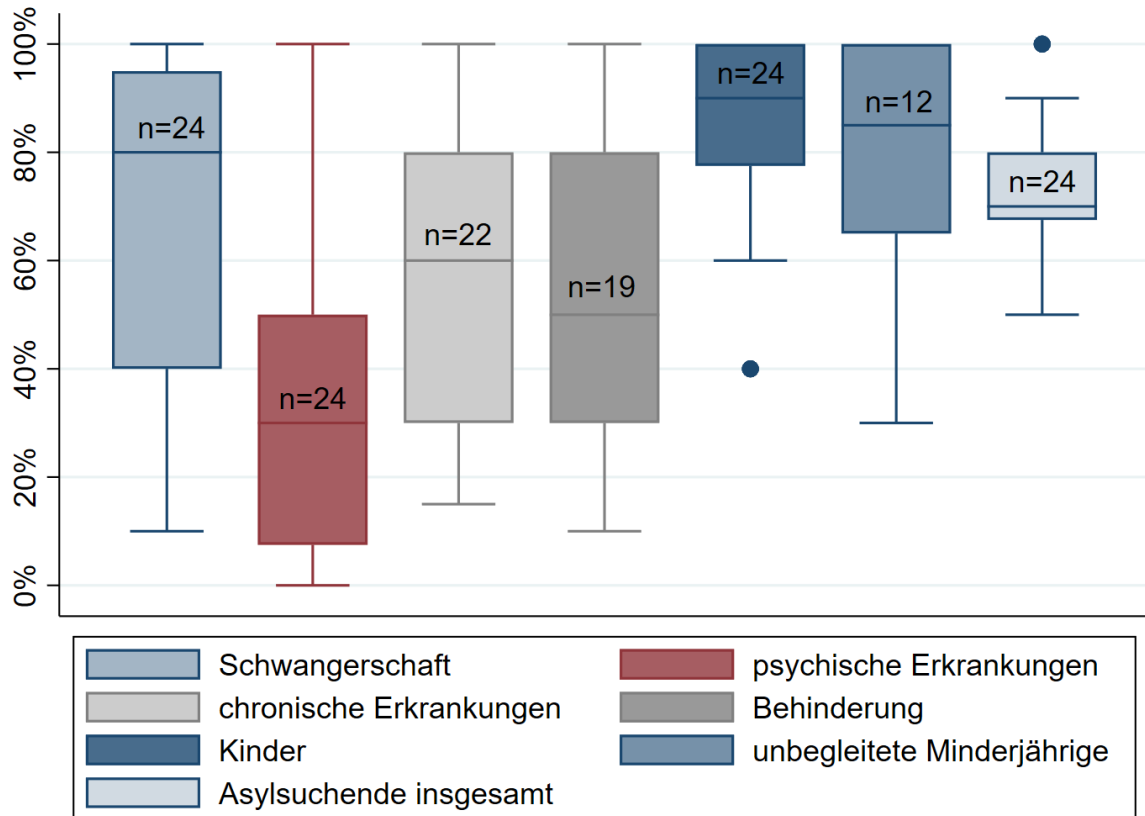 100%
80%
60%
40%
20%
0%
n=24
n=24
n=22
n=19
n=24
n=12
n=24
Schwangerschaft
psychische Erkrankungen
chronische Erkrankungen
Behinderung
Kinder
unbegleitete Minderjährige
Asylsuchende insgesamt